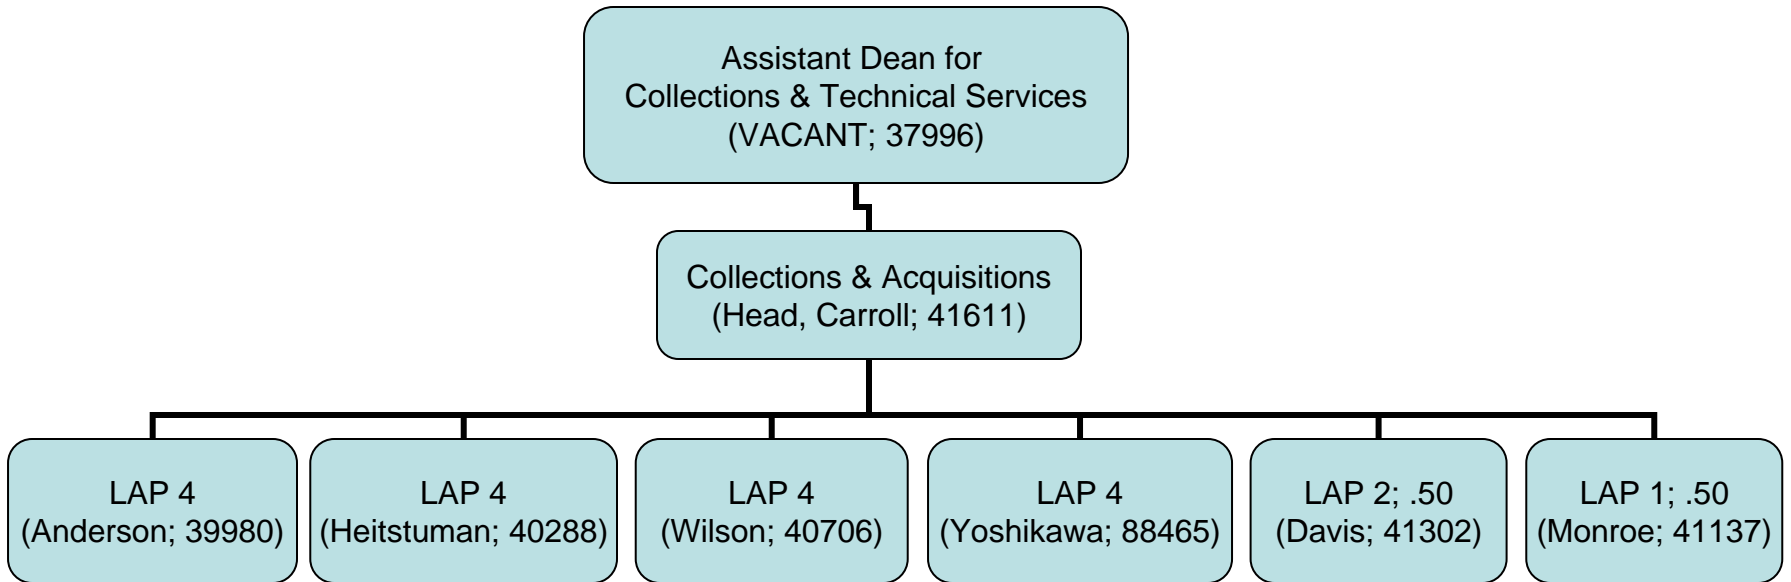 Assistant Dean for
Collections & Technical Services
(VACANT; 37996)
Collections & Acquisitions
(Head, Carroll; 41611)
LAP 4
(Anderson; 39980)
LAP 4
(Heitstuman; 40288)
LAP 4
(Wilson; 40706)
LAP 4
(Yoshikawa; 88465)
LAP 2; .50
(Davis; 41302)
LAP 1; .50
(Monroe; 41137)